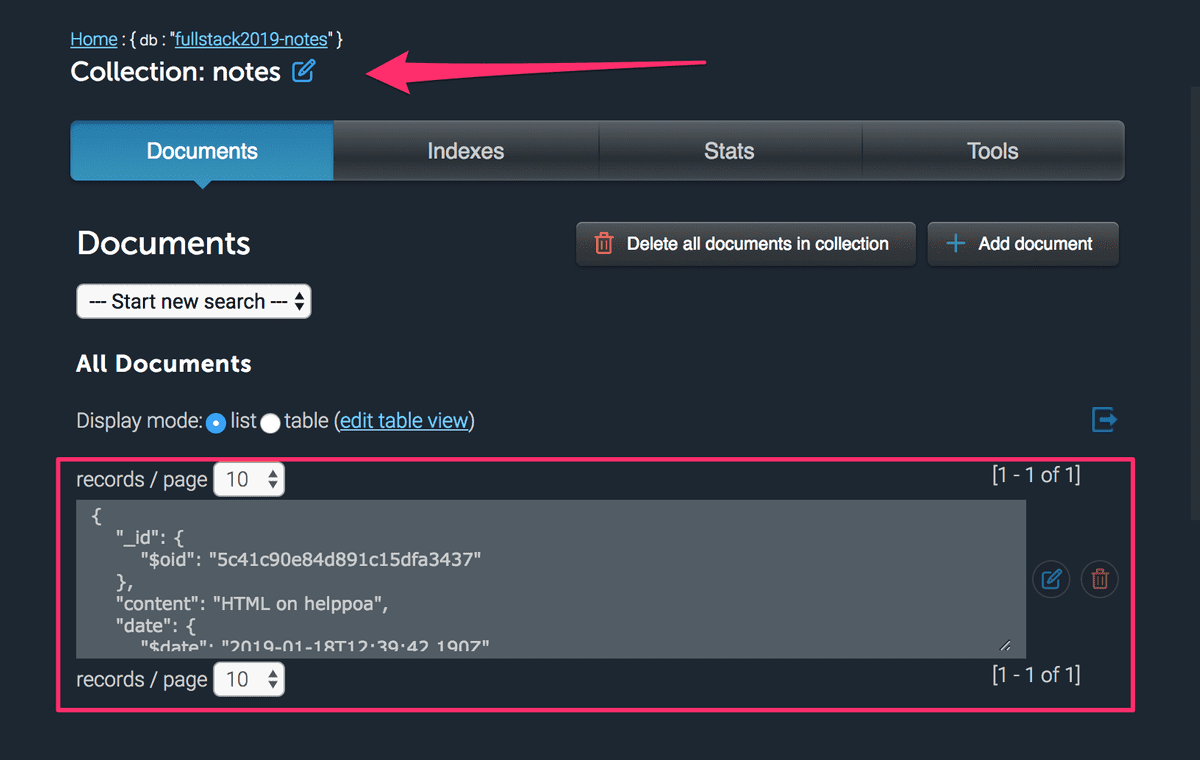 Home : { db : "fullstack2019-notes" }
Collection: notes
Documents Indexes Stats Tools
Documents
Delete all documents in collection
Add document
--- Start new search ---
All Documents
Display mode: list table (edit table view)
records / page 10 [1 - 1 of 1]
{
"_id": {
"$oid": "5c41c90e84d891c15dfa3437"
},
"content": "HTML on helppoa",
"date": {
"$date": "2019-01-18T12:39:42.190Z"
records / page 10 [1 - 1 of 1]